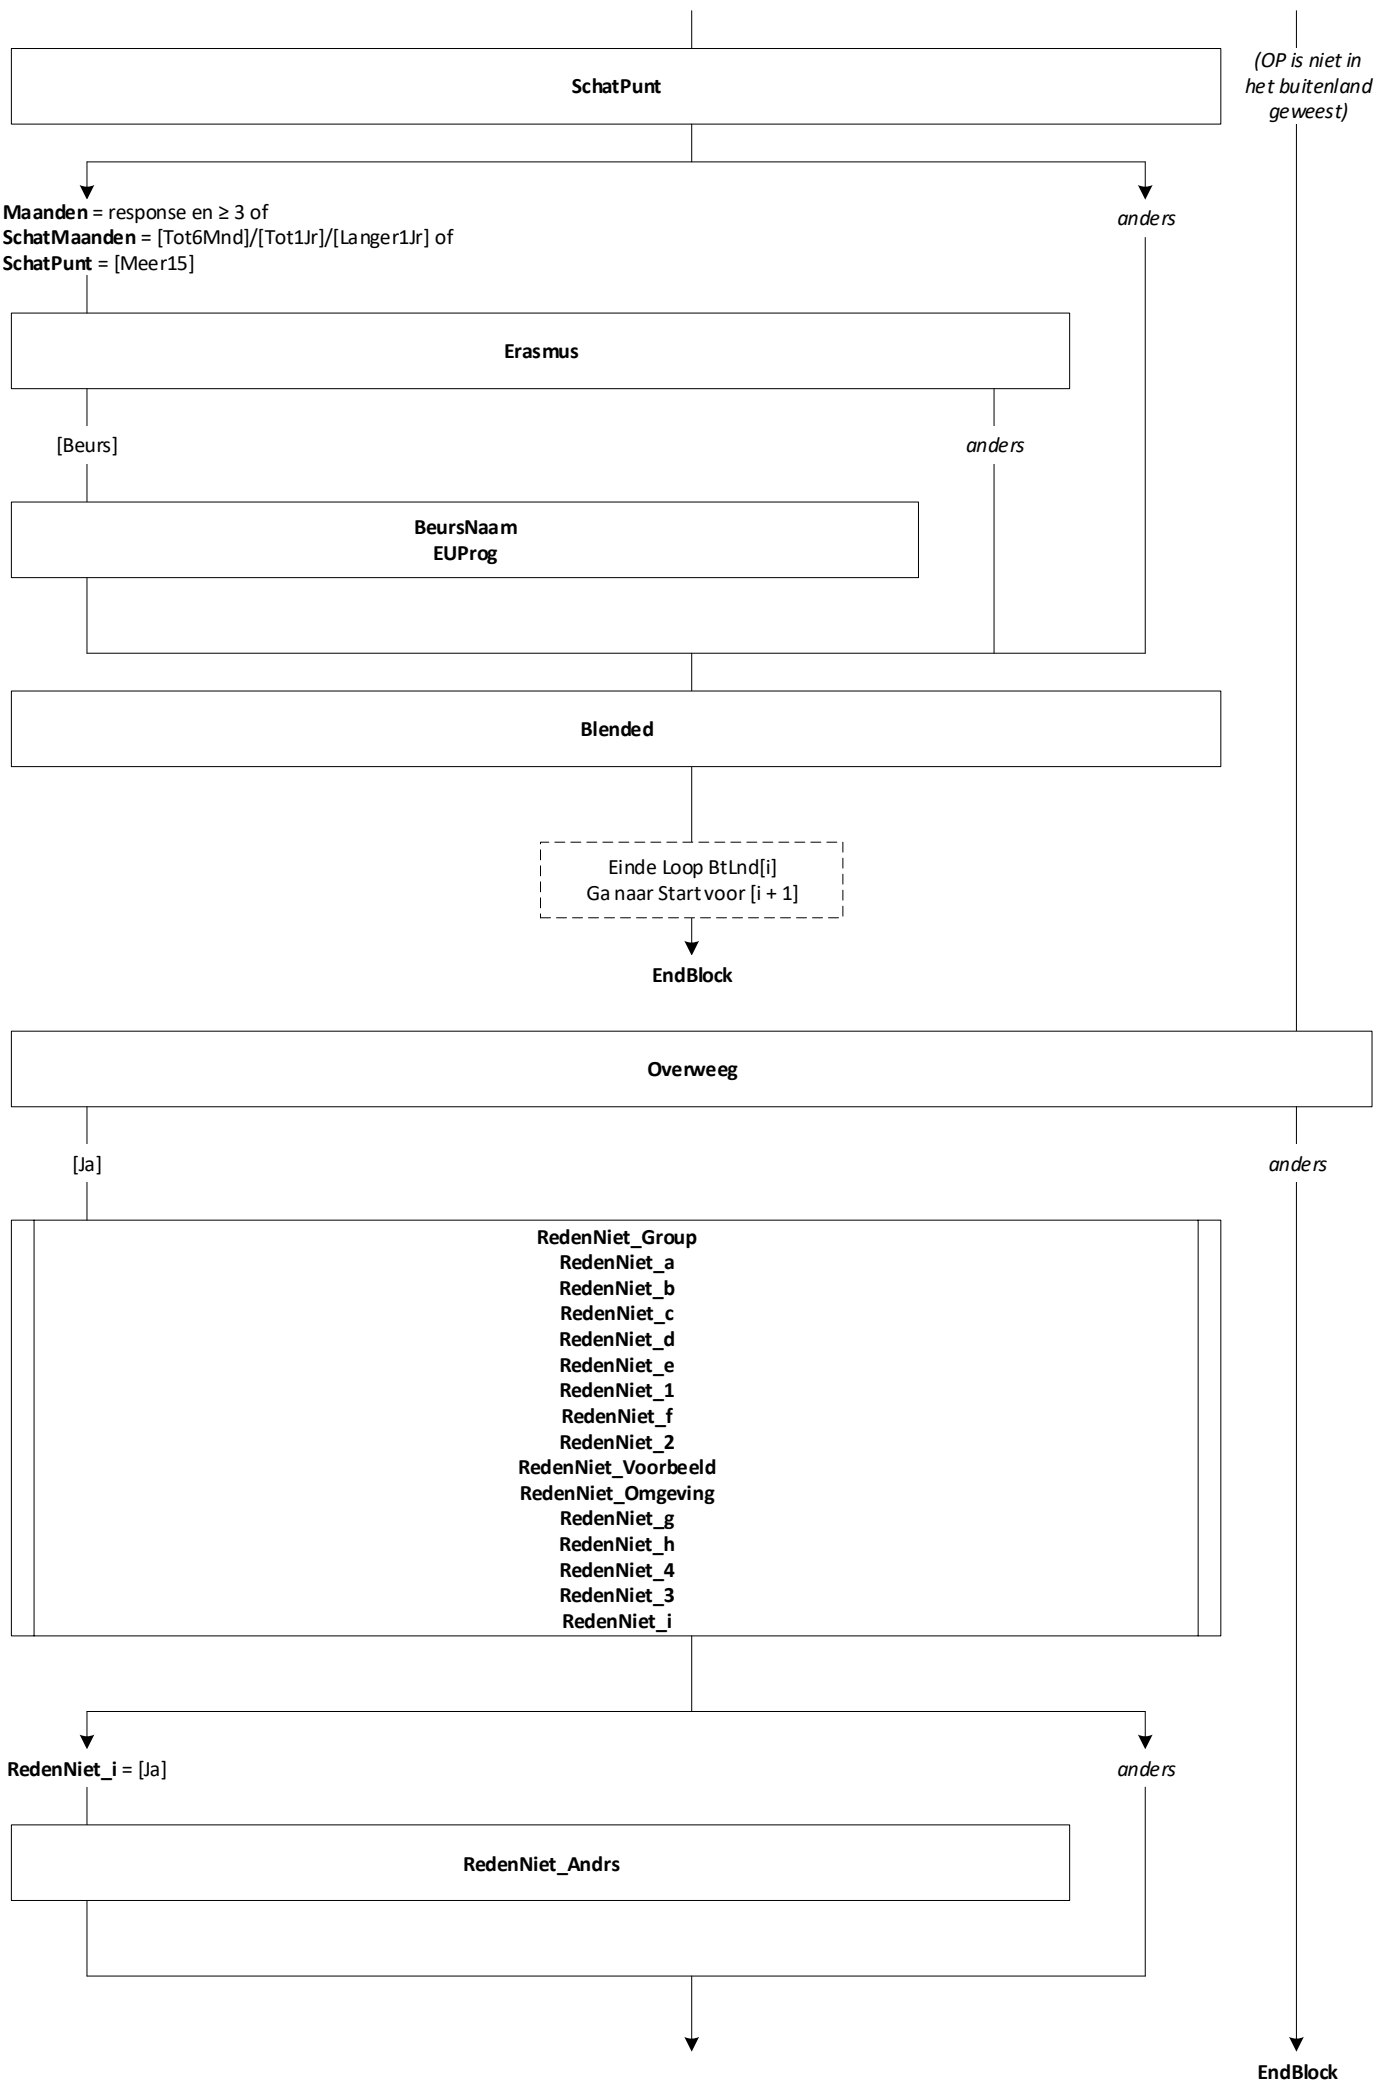 SchatPunt
(OP is niet in
het buitenland
geweest)
Maanden = response en ≥ 3 of
SchatMaanden = [Tot6Mnd]/[Tot1Jr]/[Langer1Jr] of
SchatPunt = [Meer15]
anders
Erasmus
[Beurs]
anders
BeursNaam
EUProg
Blended
Einde Loop BtLnd[i]
Ga naar Start voor [i + 1]
EndBlock
Overweeg
[Ja]
anders
RedenNiet_Group
RedenNiet_a
RedenNiet_b
RedenNiet_c
RedenNiet_d
RedenNiet_e
RedenNiet_1
RedenNiet_f
RedenNiet_2
RedenNiet_Voorbeeld
RedenNiet_Omgeving
RedenNiet_g
RedenNiet_h
RedenNiet_4
RedenNiet_3
RedenNiet_i
RedenNiet_i = [Ja]
anders
RedenNiet_Andrs
EndBlock